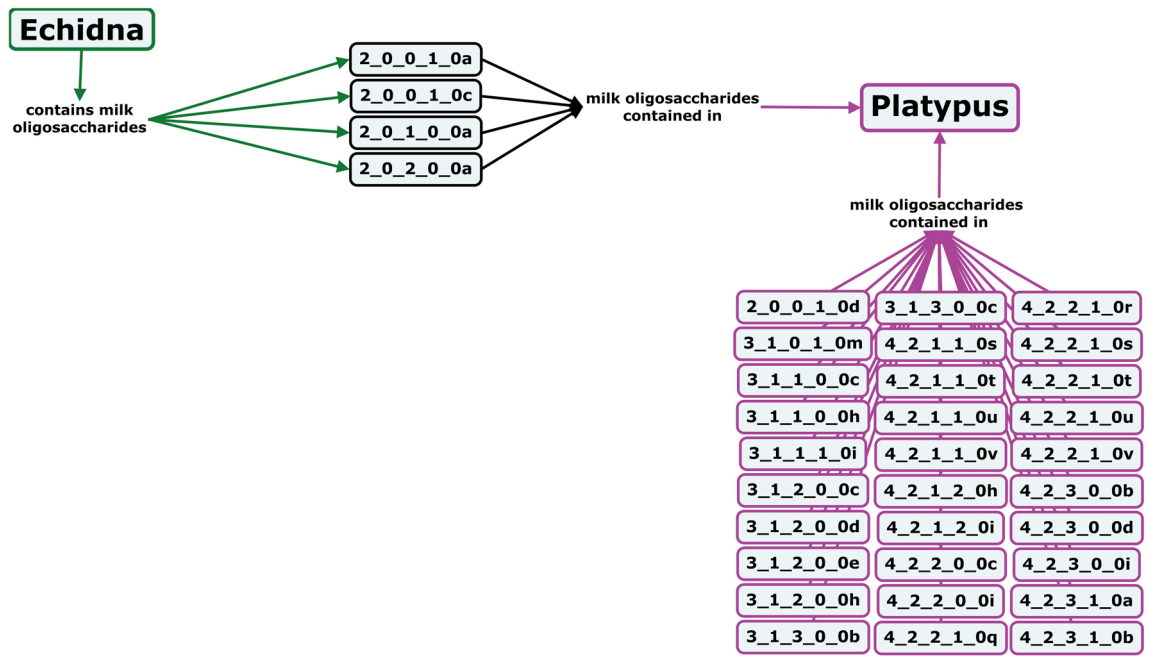 Echidna
contains milk
oligosaccharides
2_0_0_1_0a
2_0_0_1_0c
2_0_1_0_0a
2_0_2_0_0a
milk oligosaccharides
contained in
Platypus
milk oligosaccharides
contained in
2_0_0_1_0d 3_1_3_0_0c 4_2_2_1_0r
3_1_0_1_0m 4_2_1_1_0s 4_2_2_1_0s
3_1_1_0_0c 4_2_1_1_0t 4_2_2_1_0t
3_1_1_0_0h 4_2_1_1_0u 4_2_2_1_0u
3_1_1_1_0i 4_2_1_1_0v 4_2_2_1_0v
3_1_2_0_0c 4_2_1_2_0h 4_2_3_0_0b
3_1_2_0_0d 4_2_1_2_0i 4_2_3_0_0d
3_1_2_0_0e 4_2_2_0_0c 4_2_3_0_0i
3_1_2_0_0h 4_2_2_0_0i 4_2_3_1_0a
3_1_3_0_0b 4_2_2_1_0q 4_2_3_1_0b